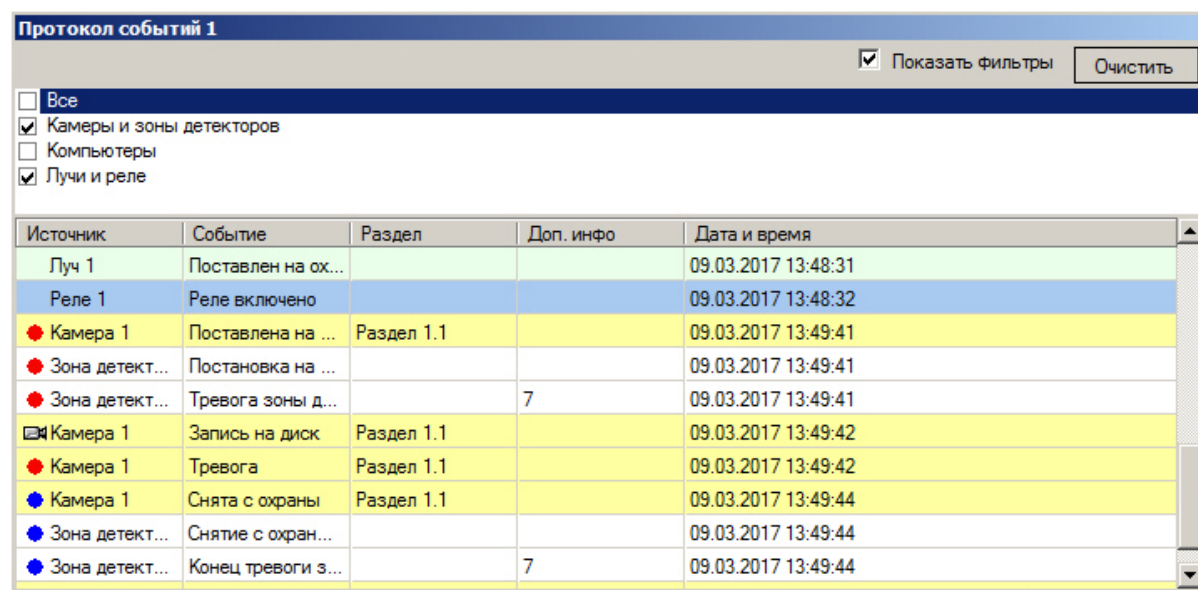 Протокол событий 1
Показать фильтры Очистить
Все
Камеры и зоны детекторов
Компьютеры
Лучи и реле
Источник Событие Раздел Доп. инфо Дата и время
Луч 1 Поставлен на ох... 09.03.2017 13:48:31
Реле 1 Реле включено 09.03.2017 13:48:32
Камера 1 Поставлена на ... Раздел 1.1 09.03.2017 13:49:41
Зона детект... Постановка на ... 09.03.2017 13:49:41
Зона детект... Тревога зоны д... 7 09.03.2017 13:49:41
Камера 1 Запись на диск Раздел 1.1 09.03.2017 13:49:42
Камера 1 Тревога Раздел 1.1 09.03.2017 13:49:42
Камера 1 Снята с охраны Раздел 1.1 09.03.2017 13:49:44
Зона детект... Снятие с охран... 09.03.2017 13:49:44
Зона детект... Конец тревоги з... 7 09.03.2017 13:49:44